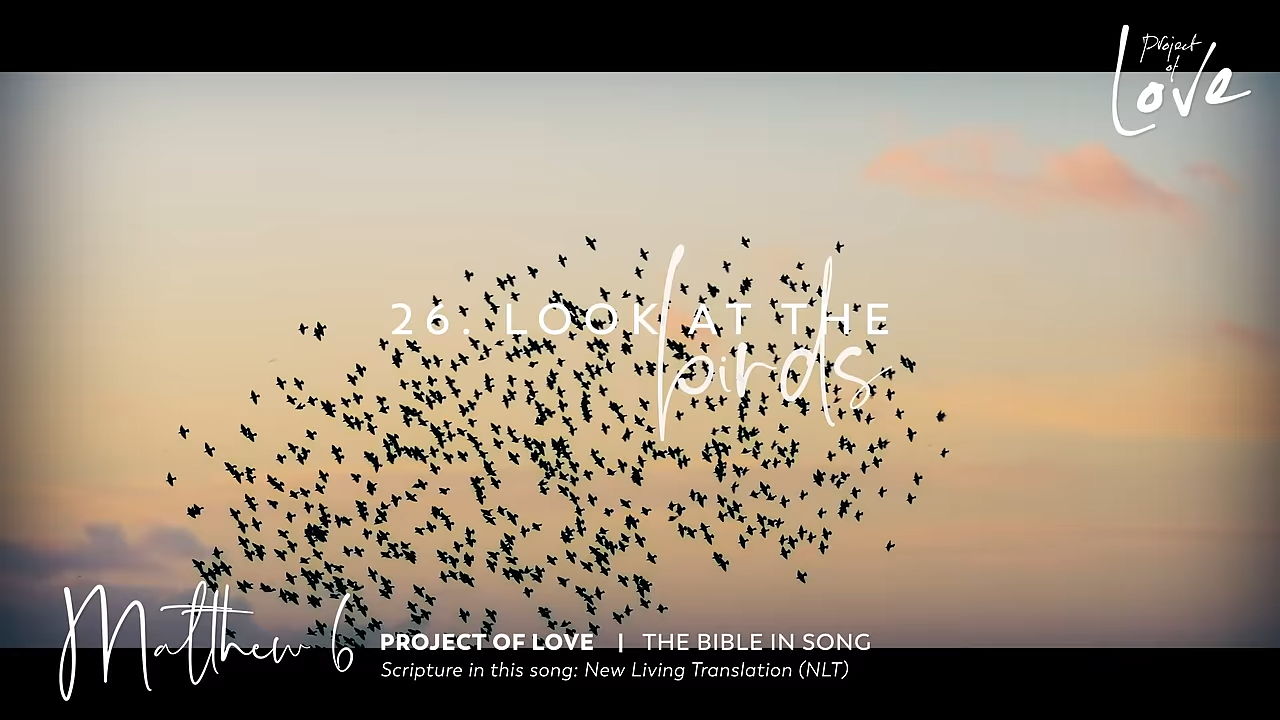 Project
of
Love
26. LOOK AT THE
birds
Matthew 6
PROJECT OF LOVE | THE BIBLE IN SONG
Scripture in this song: New Living Translation (NLT)